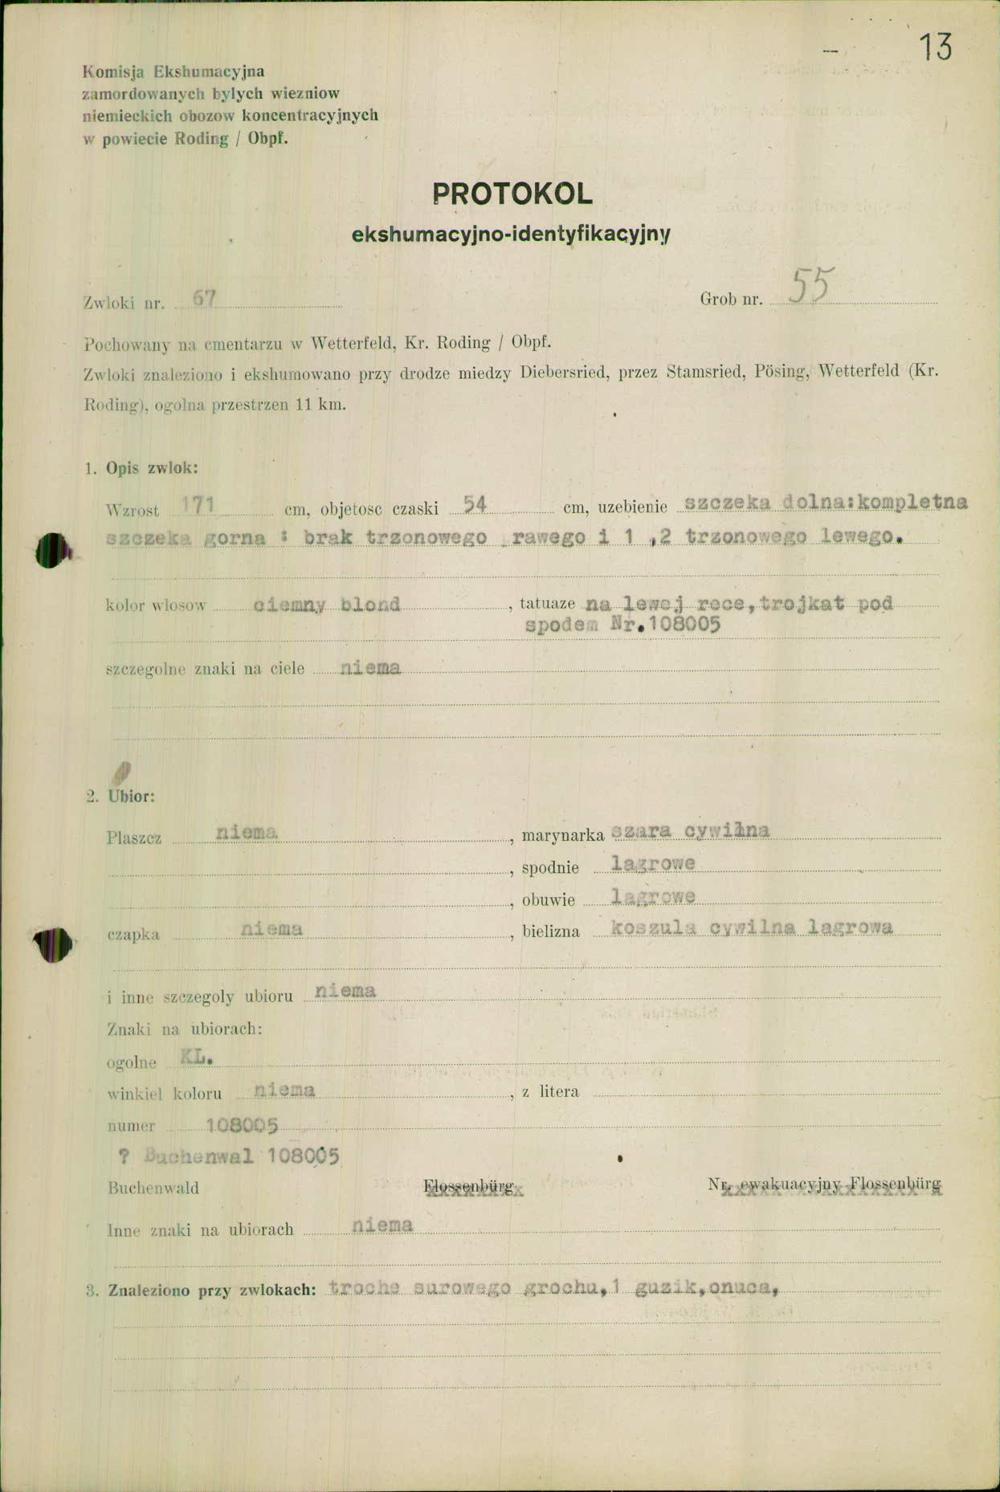 13
Komisja Ekshumacyjna
zamordowanych bylych wiezniow
niemieckich obozow koncentracyjnych
w powiecie Roding / Obpf.
PROTOKOL
ekshumacyjno-identyfikacyjny
Zwloki nr. 67 Grob nr. 55
Pochowany na cmentarzu w Wetterfeld, Kr. Roding / Obpf.
Zwloki znaleziono i ekshumowano przy drodze miedzy Diebersried, przez Stamsried, Pösing, Wetterfeld (Kr.
Roding), ogolna przestrzen 11 km.
1. Opis zwlok:
Wzrost 171 cm, objetosc czaski 54 cm, uzebienie szczeka dolna:kompletna
szczeka gorna : brak trzonowego rawego i 1 ,2 trzonowego lewego.
kolor wlosow ciemny blond , tatuaze na lewej rece,trojkat pod
spodem Nr.108005
szczegolne znaki na ciele niema
2. Ubior:
Plaszcz niema , marynarka szara cywilna
, spodnie lagrowe
, obuwie lagrowe
czapka niema , bielizna koszula cywilna lagrowa
i inne szczegoly ubioru niema
Znaki na ubiorach:
ogolne KL.
winkiel koloru niema , z litera
numer 108005
? Buchenwal 108005
Buchenwald Flossenbürg Nr. ewakuacyjny Flossenbürg
Inne znaki na ubiorach niema
3. Znaleziono przy zwlokach: troche surowego grochu,1 guzik,onuca,